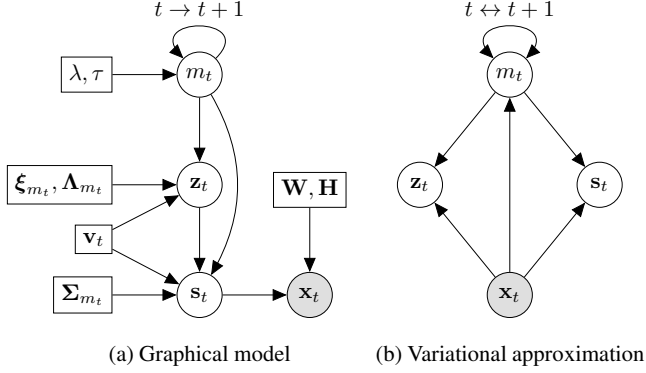 t → t + 1
t ↔ t + 1
λ, τ
m_t
m_t
ξ_{m_t}, Λ_{m_t}
z_t
W, H
z_t
s_t
v_t
Σ_{m_t}
s_t
x_t
x_t
(a) Graphical model
(b) Variational approximation